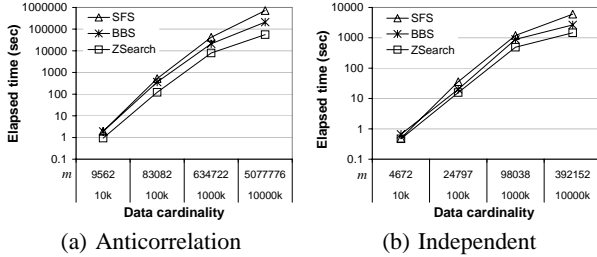 1000000
100000
10000
1000
100
10
1
0.1
Elapsed time (sec)
SFS
BBS
ZSearch
m 9562 83082 634722 5077776
10k 100k 1000k 10000k
Data cardinality
(a) Anticorrelation
10000
1000
100
10
1
0.1
Elapsed time (sec)
SFS
BBS
ZSearch
m 4672 24797 98038 392152
10k 100k 1000k 10000k
Data cardinality
(b) Independent